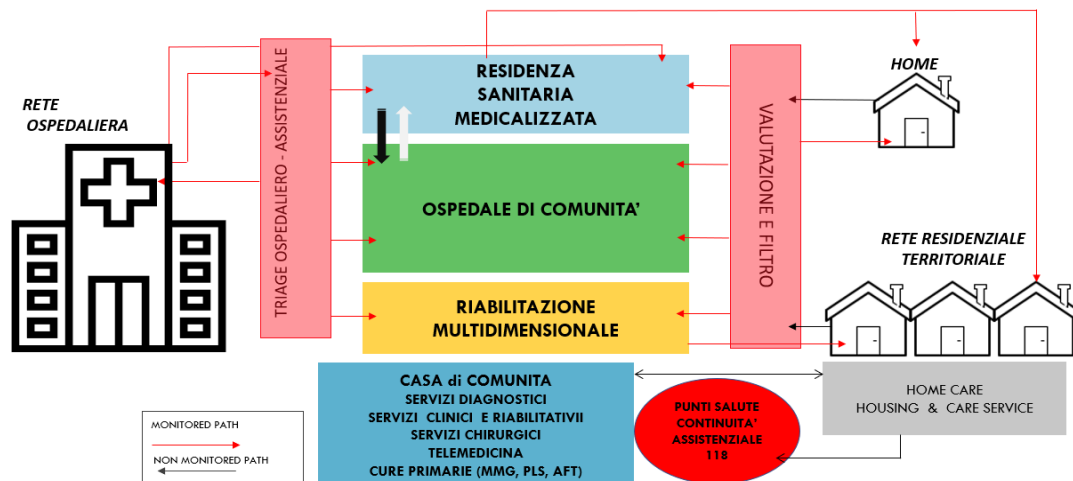 RETE
OSPEDALIERA
TRIAGE OSPEDALIERO - ASSISTENZIALE
RESIDENZA
SANITARIA
MEDICALIZZATA
OSPEDALE DI COMUNITA'
RIABILITAZIONE
MULTIDIMENSIONALE
VALUTAZIONE E FILTRO
HOME
RETE RESIDENZIALE
TERRITORIALE
CASA di COMUNITA
SERVIZI DIAGNOSTICI
SERVIZI CLINICI E RIABILITATIVII
SERVIZI CHIRURGICI
TELEMEDICINA
CURE PRIMARIE (MMG, PLS, AFT)
PUNTI SALUTE
CONTINUITA'
ASSISTENZIALE
118
HOME CARE
HOUSING & CARE SERVICE
MONITORED PATH
NON MONITORED PATH